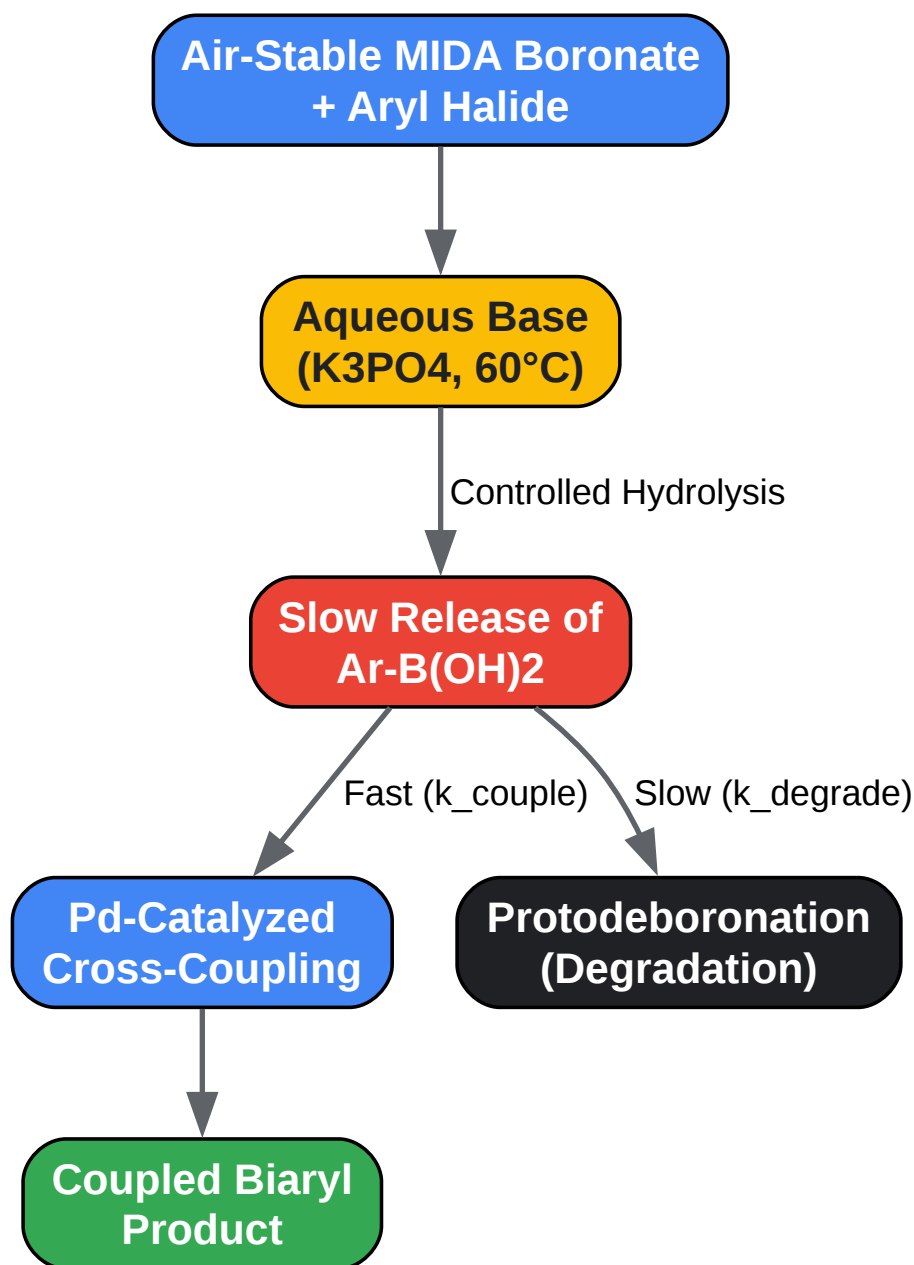 Air-Stable MIDA Boronate
+ Aryl Halide
Aqueous Base
(K3PO4, 60°C)
Controlled Hydrolysis
Slow Release of
Ar-B(OH)2
Fast (k_couple)
Slow (k_degrade)
Pd-Catalyzed
Cross-Coupling
Protodeboronation
(Degradation)
Coupled Biaryl
Product